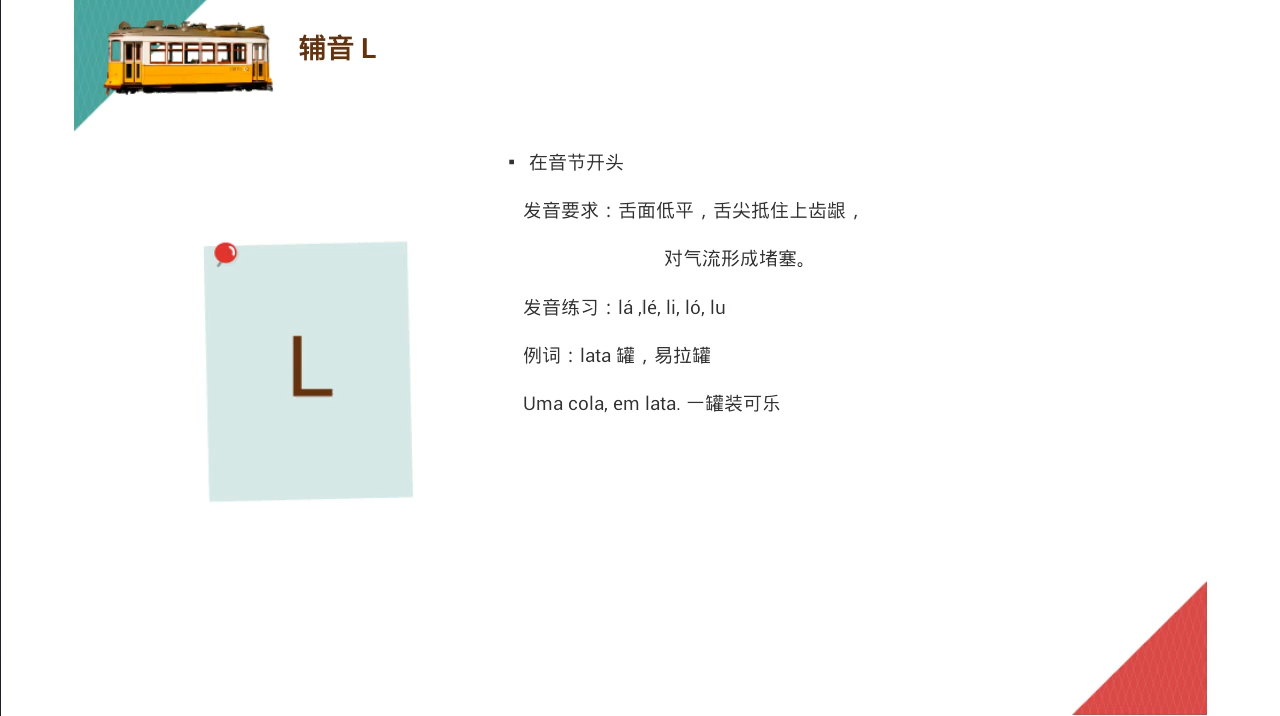 辅音 L
▪ 在音节开头
发音要求：舌面低平，舌尖抵住上齿龈，
对气流形成堵塞。
发音练习：lá ,lé, li, ló, lu
例词：lata 罐，易拉罐
Uma cola, em lata. 一罐装可乐
L